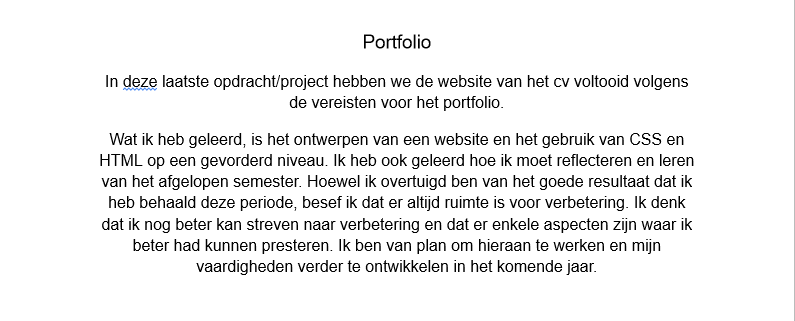 Portfolio
In deze laatste opdracht/project hebben we de website van het cv voltooid volgens
de vereisten voor het portfolio.
Wat ik heb geleerd, is het ontwerpen van een website en het gebruik van CSS en
HTML op een gevorderd niveau. Ik heb ook geleerd hoe ik moet reflecteren en leren
van het afgelopen semester. Hoewel ik overtuigd ben van het goede resultaat dat ik
heb behaald deze periode, besef ik dat er altijd ruimte is voor verbetering. Ik denk
dat ik nog beter kan streven naar verbetering en dat er enkele aspecten zijn waar ik
beter had kunnen presteren. Ik ben van plan om hieraan te werken en mijn
vaardigheden verder te ontwikkelen in het komende jaar.